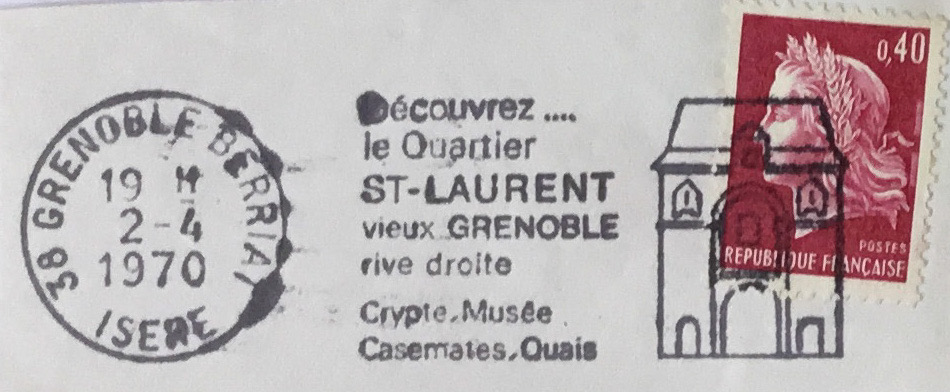 38 GRENOBLE BERRIAT
19 H
2-4
1970
ISERE
Découvrez ....
le Quartier
ST-LAURENT
vieux GRENOBLE
rive droite
Crypte.Musée
Casemates.Quais
0,40
POSTES
REPUBLIQUE FRANCAISE